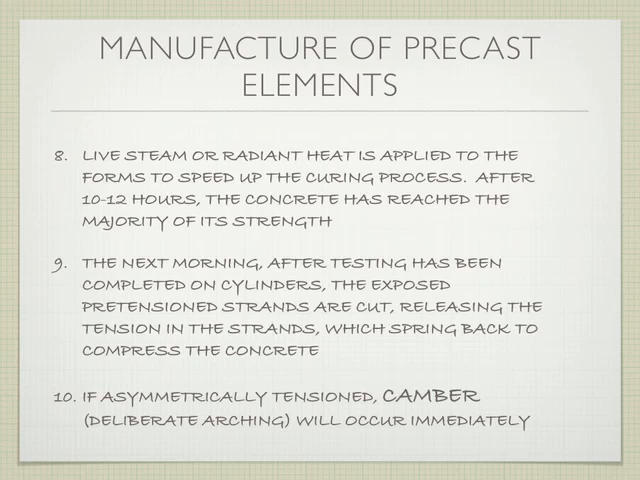 MANUFACTURE OF PRECAST
ELEMENTS
8. LIVE STEAM OR RADIANT HEAT IS APPLIED TO THE
FORMS TO SPEED UP THE CURING PROCESS. AFTER
10-12 HOURS, THE CONCRETE HAS REACHED THE
MAJORITY OF ITS STRENGTH
9. THE NEXT MORNING, AFTER TESTING HAS BEEN
COMPLETED ON CYLINDERS, THE EXPOSED
PRETENSIONED STRANDS ARE CUT, RELEASING THE
TENSION IN THE STRANDS, WHICH SPRING BACK TO
COMPRESS THE CONCRETE
10. IF ASYMMETRICALLY TENSIONED, CAMBER
(DELIBERATE ARCHING) WILL OCCUR IMMEDIATELY